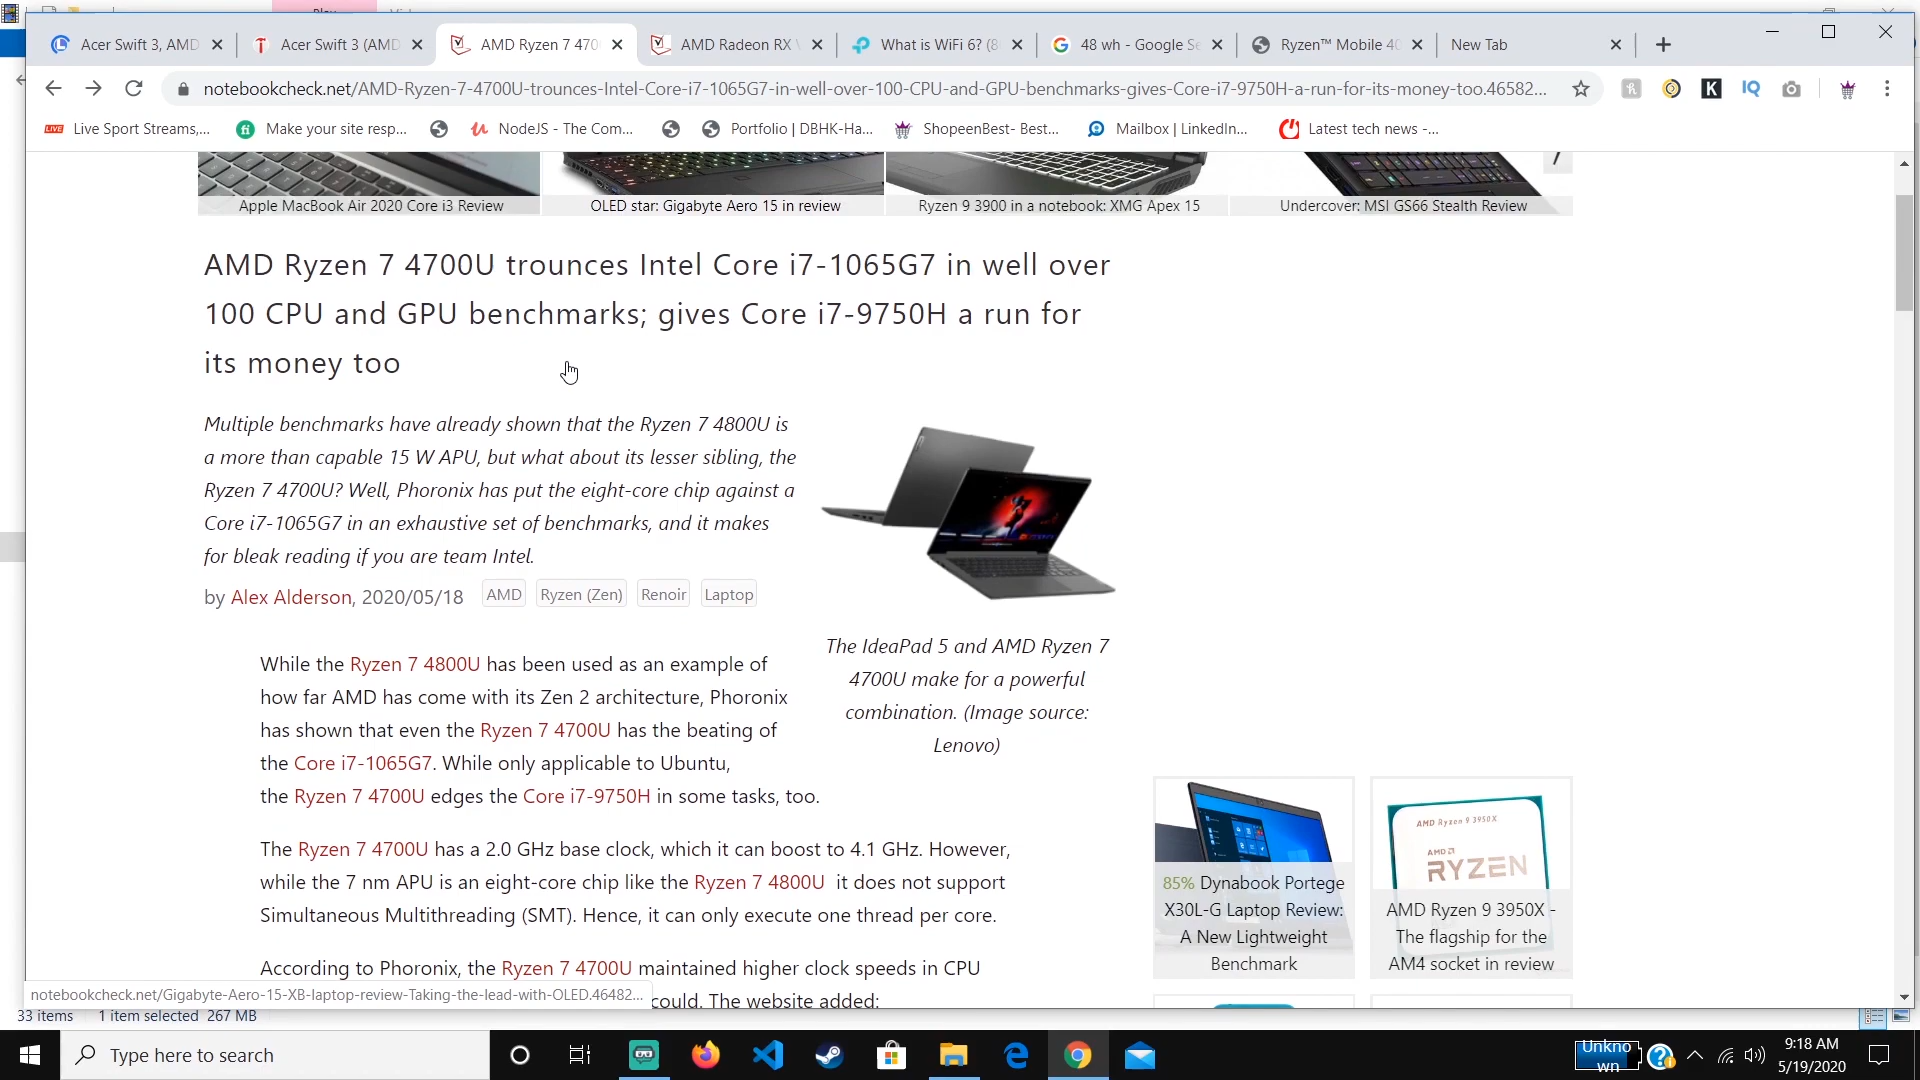 Acer Swift 3, AMD
Acer Swift 3 (AMD
AMD Ryzen 7 470
AMD Radeon RX
What is WiFi 6? (8
48 wh - Google Se
Ryzen™ Mobile 40
New Tab
notebookcheck.net/AMD-Ryzen-7-4700U-trounces-Intel-Core-i7-1065G7-in-well-over-100-CPU-and-GPU-benchmarks-gives-Core-i7-9750H-a-run-for-its-money-too.46582...
LIVE Live Sport Streams,...
fi Make your site resp...
NodeJS - The Com...
Portfolio | DBHK-Ha...
ShopeenBest- Best...
Mailbox | LinkedIn...
Latest tech news -...
Apple MacBook Air 2020 Core i3 Review
OLED star: Gigabyte Aero 15 in review
Ryzen 9 3900 in a notebook: XMG Apex 15
Undercover: MSI GS66 Stealth Review
AMD Ryzen 7 4700U trounces Intel Core i7-1065G7 in well over
100 CPU and GPU benchmarks; gives Core i7-9750H a run for
its money too
Multiple benchmarks have already shown that the Ryzen 7 4800U is
a more than capable 15 W APU, but what about its lesser sibling, the
Ryzen 7 4700U? Well, Phoronix has put the eight-core chip against a
Core i7-1065G7 in an exhaustive set of benchmarks, and it makes
for bleak reading if you are team Intel.
by Alex Alderson, 2020/05/18 AMD Ryzen (Zen) Renoir Laptop
The IdeaPad 5 and AMD Ryzen 7
4700U make for a powerful
combination. (Image source:
Lenovo)
While the Ryzen 7 4800U has been used as an example of
how far AMD has come with its Zen 2 architecture, Phoronix
has shown that even the Ryzen 7 4700U has the beating of
the Core i7-1065G7. While only applicable to Ubuntu,
the Ryzen 7 4700U edges the Core i7-9750H in some tasks, too.
The Ryzen 7 4700U has a 2.0 GHz base clock, which it can boost to 4.1 GHz. However,
while the 7 nm APU is an eight-core chip like the Ryzen 7 4800U it does not support
Simultaneous Multithreading (SMT). Hence, it can only execute one thread per core.
According to Phoronix, the Ryzen 7 4700U maintained higher clock speeds in CPU
could. The website added:
85% Dynabook Portege
X30L-G Laptop Review:
A New Lightweight
Benchmark
AMD Ryzen 9 3950X
AMD
RYZEN
AMD Ryzen 9 3950X -
The flagship for the
AM4 socket in review
notebookcheck.net/Gigabyte-Aero-15-XB-laptop-review-Taking-the-lead-with-OLED.46482...
33 items 1 item selected 267 MB
Type here to search
Unkno
wn
9:18 AM
5/19/2020